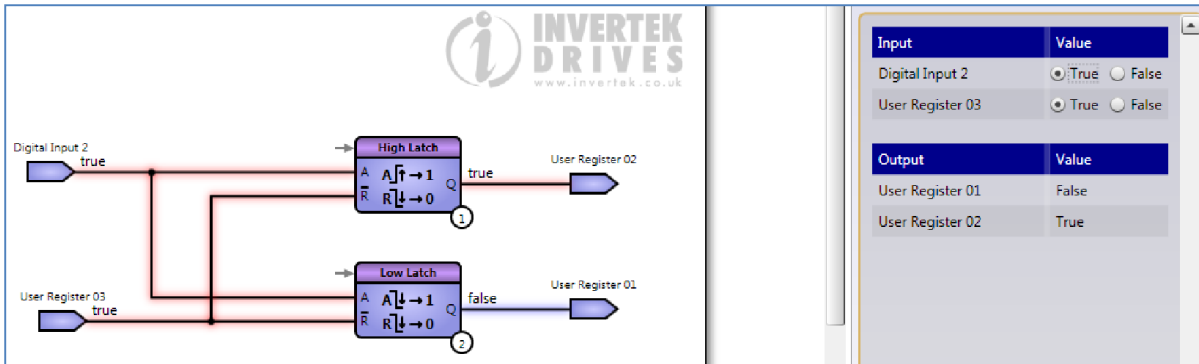 INVERTEK
DRIVES
www.invertek.co.uk
Digital Input 2
true
High Latch
A A↑→1
R R↓→0
Q
true
User Register 02
1
User Register 03
true
Low Latch
A A↓→1
R R↓→0
Q
false
User Register 01
2
Input Value
Digital Input 2 True False
User Register 03 True False
Output Value
User Register 01 False
User Register 02 True